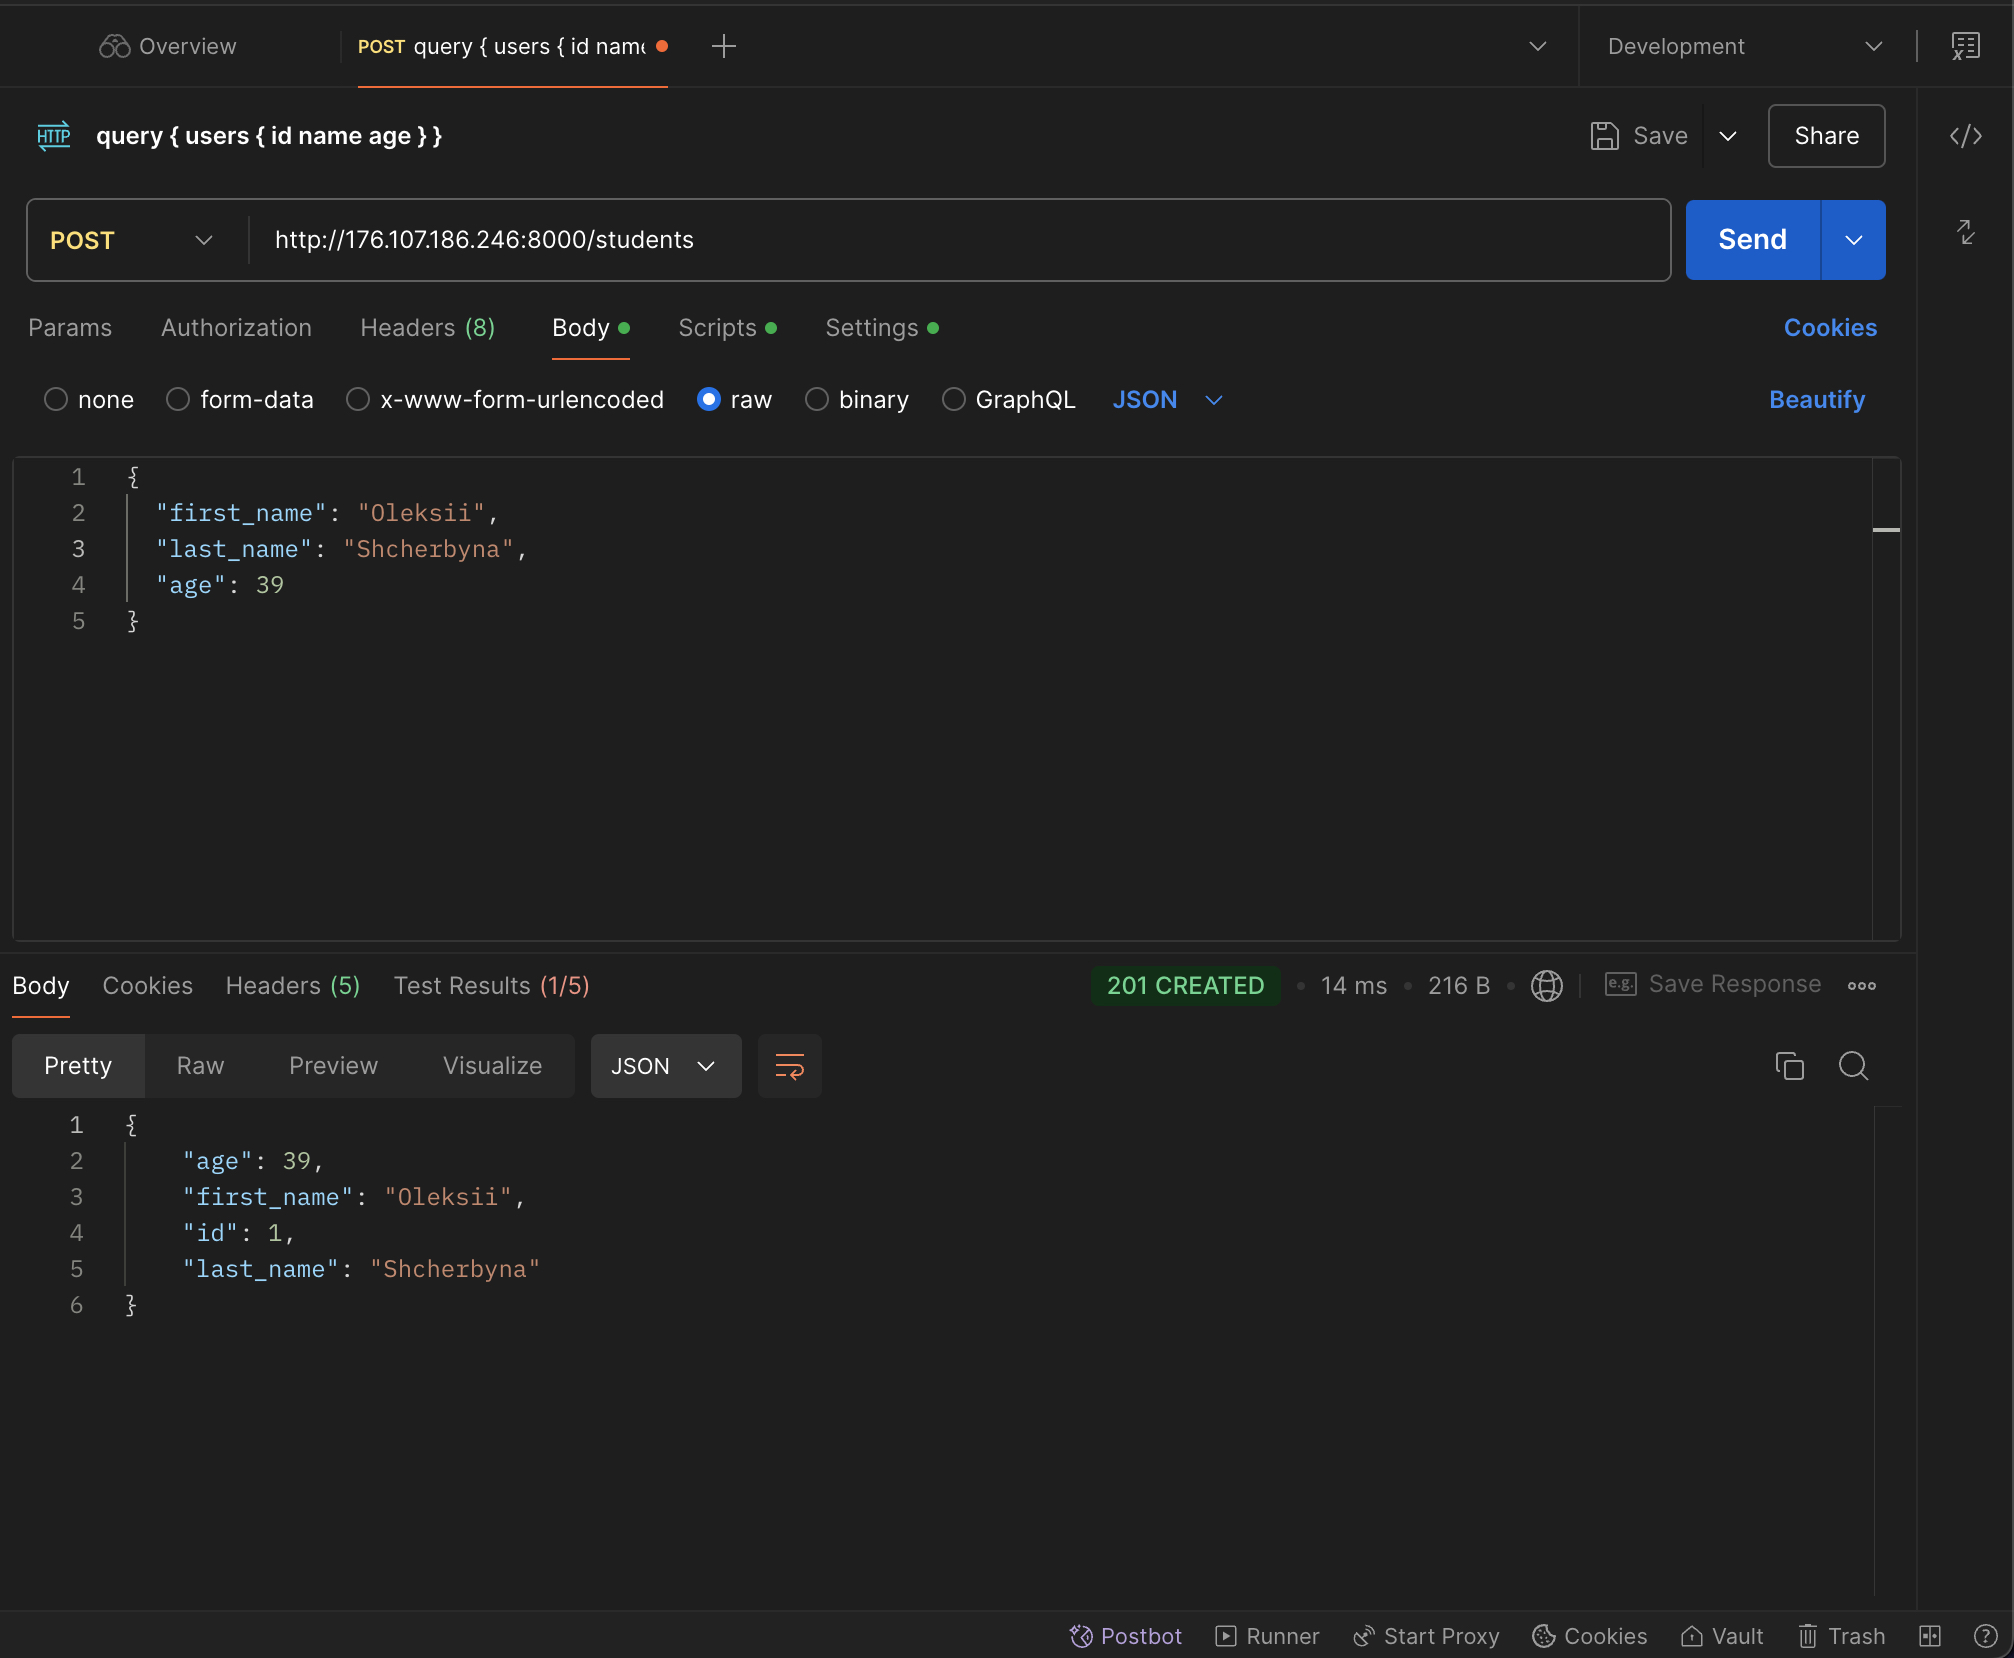 Overview
POST query { users { id name
Development
HTTP query { users { id name age } }
Save
Share
POST
http://176.107.186.246:8000/students
Send
Params Authorization Headers (8) Body Scripts Settings Cookies
none form-data x-www-form-urlencoded raw binary GraphQL JSON Beautify
1 {
2 "first_name": "Oleksii",
3 "last_name": "Shcherbyna",
4 "age": 39
5 }
Body Cookies Headers (5) Test Results (1/5) 201 CREATED • 14 ms • 216 B • e.g. Save Response
Pretty Raw Preview Visualize JSON
1 {
2 "age": 39,
3 "first_name": "Oleksii",
4 "id": 1,
5 "last_name": "Shcherbyna"
6 }
Postbot Runner Start Proxy Cookies Vault Trash